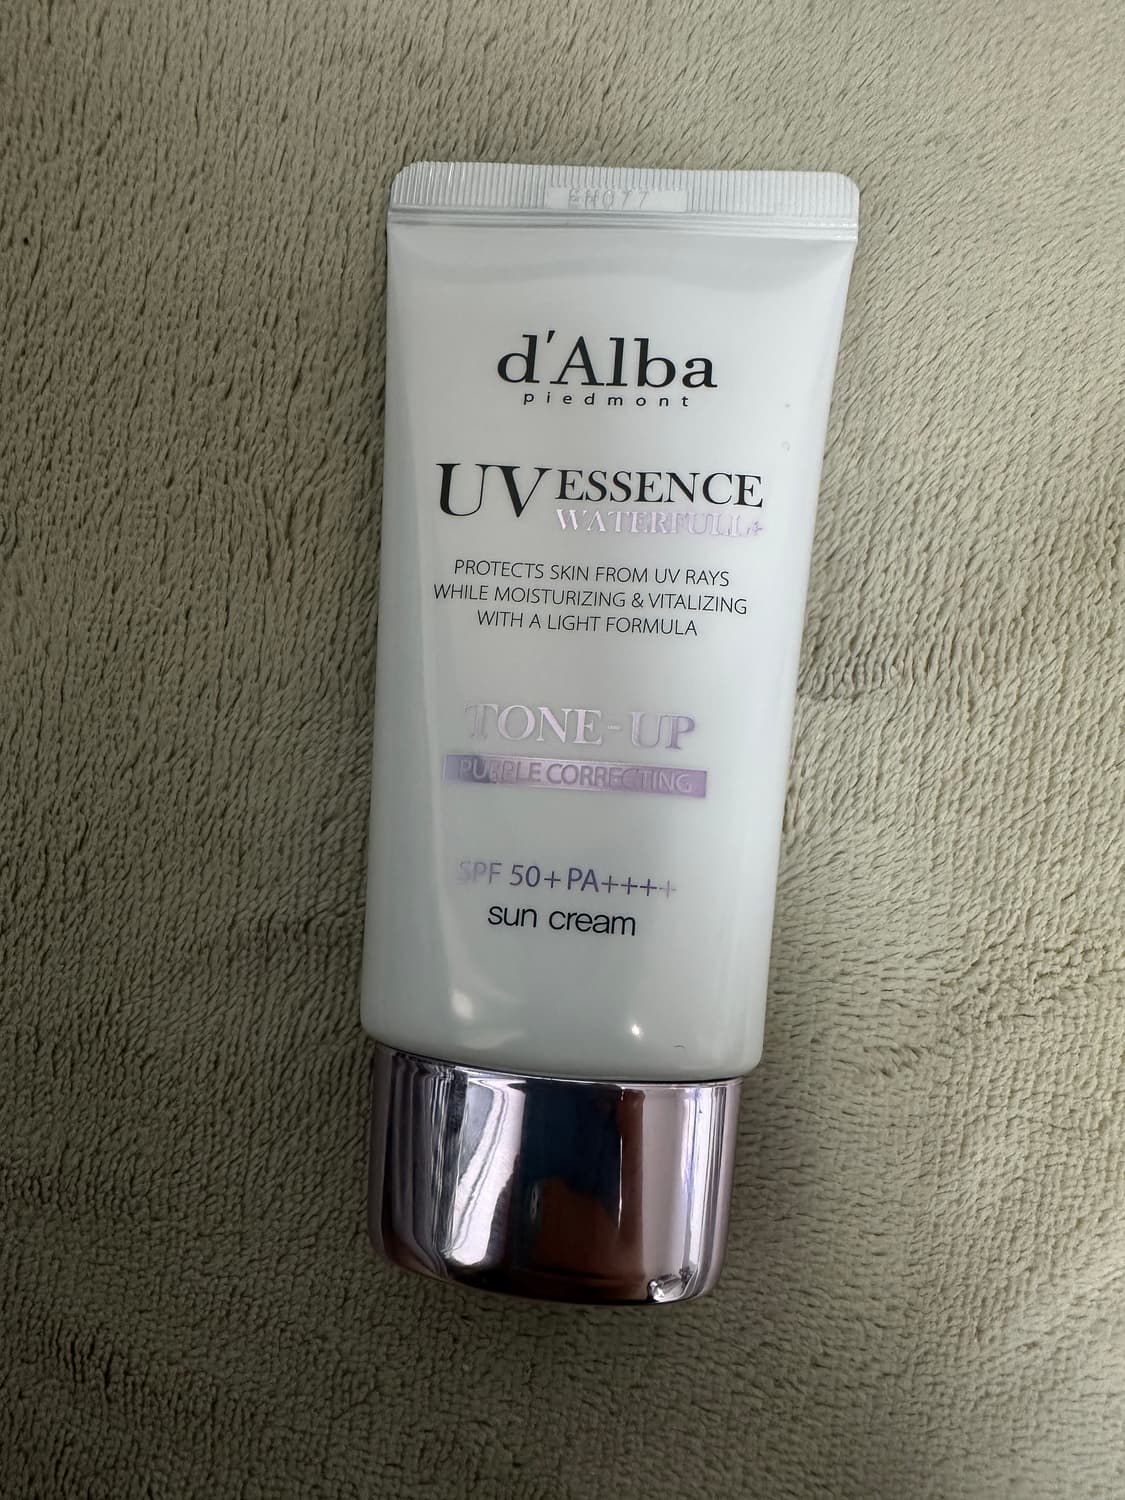 d'Alba
piedmont
UV ESSENCE
WATERFULL+
PROTECTS SKIN FROM UV RAYS
WHILE MOISTURIZING & VITALIZING
WITH A LIGHT FORMULA
TONE-UP
PURPLE CORRECTING
SPF 50+ PA++++
sun cream